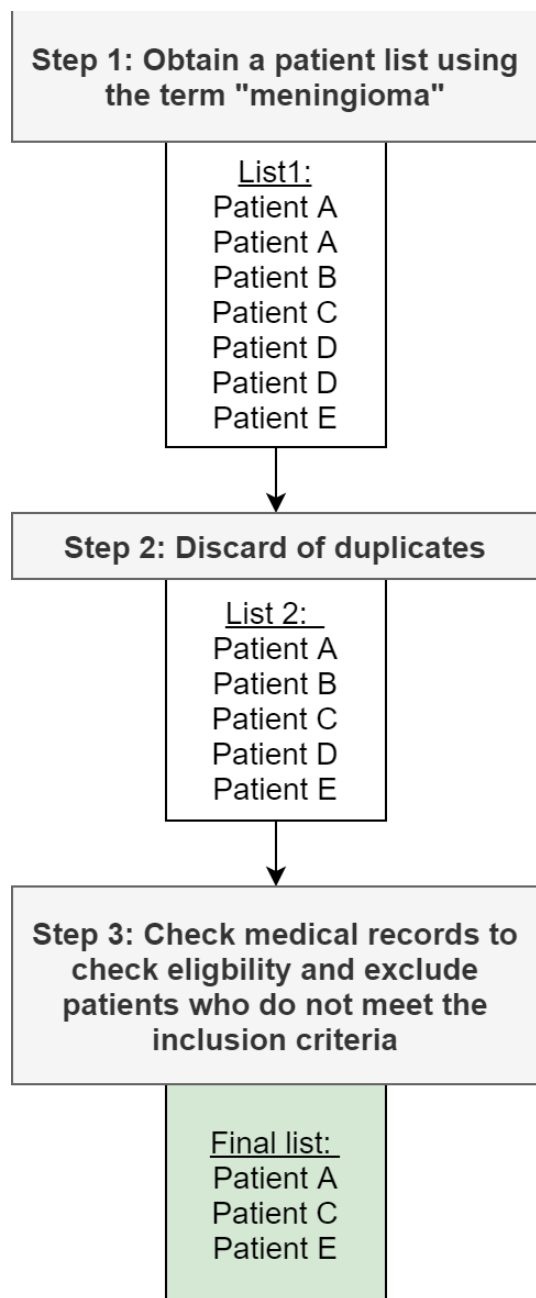 Step 1: Obtain a patient list using
the term "meningioma"
List1:
Patient A
Patient A
Patient B
Patient C
Patient D
Patient D
Patient E
Step 2: Discard of duplicates
List 2:
Patient A
Patient B
Patient C
Patient D
Patient E
Step 3: Check medical records to
check eligbility and exclude
patients who do not meet the
inclusion criteria
Final list:
Patient A
Patient C
Patient E